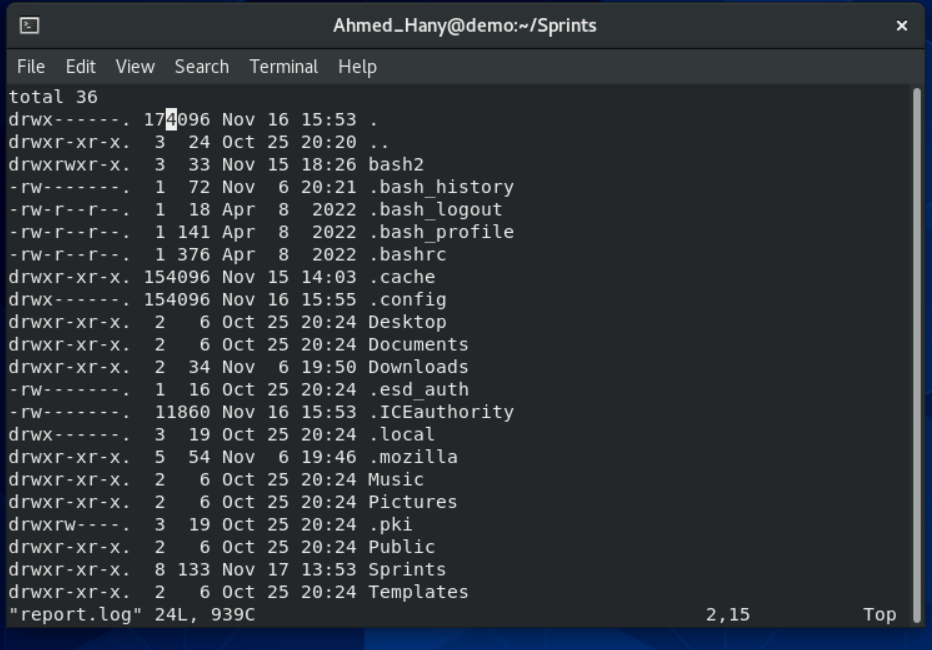 Ahmed_Hany@demo:~/Sprints
File Edit View Search Terminal Help
total 36
drwx------. 174096 Nov 16 15:53 .
drwxr-xr-x.  3  24 Oct 25 20:20 ..
drwxrwxr-x.  3  33 Nov 15 18:26 bash2
-rw-------.  1  72 Nov  6 20:21 .bash_history
-rw-r--r--.  1  18 Apr  8  2022 .bash_logout
-rw-r--r--.  1 141 Apr  8  2022 .bash_profile
-rw-r--r--.  1 376 Apr  8  2022 .bashrc
drwxr-xr-x. 154096 Nov 15 14:03 .cache
drwx------. 154096 Nov 16 15:55 .config
drwxr-xr-x.  2   6 Oct 25 20:24 Desktop
drwxr-xr-x.  2   6 Oct 25 20:24 Documents
drwxr-xr-x.  2  34 Nov  6 19:50 Downloads
-rw-------.  1  16 Oct 25 20:24 .esd_auth
-rw-------.  11860 Nov 16 15:53 .ICEauthority
drwx------.  3  19 Oct 25 20:24 .local
drwxr-xr-x.  5  54 Nov  6 19:46 .mozilla
drwxr-xr-x.  2   6 Oct 25 20:24 Music
drwxr-xr-x.  2   6 Oct 25 20:24 Pictures
drwxrw----.  3  19 Oct 25 20:24 .pki
drwxr-xr-x.  2   6 Oct 25 20:24 Public
drwxr-xr-x.  8 133 Nov 17 13:53 Sprints
drwxr-xr-x.  2   6 Oct 25 20:24 Templates
"report.log" 24L, 939C 2,15 Top